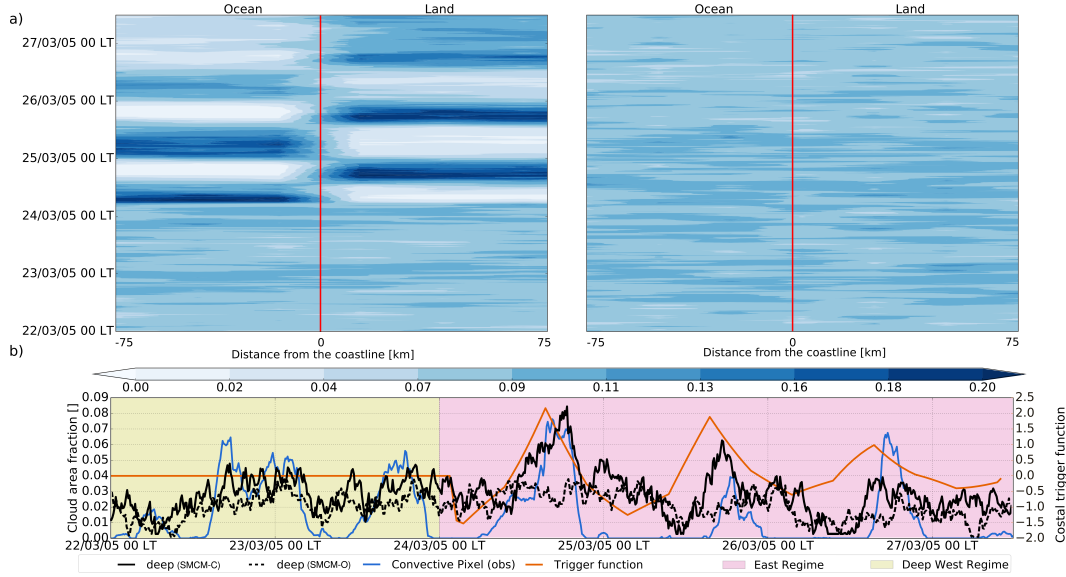 a)
Ocean Land
Ocean Land
27/03/05 00 LT
26/03/05 00 LT
25/03/05 00 LT
24/03/05 00 LT
23/03/05 00 LT
22/03/05 00 LT
-75 0 75
-75 0 75
Distance from the coastline [km]
Distance from the coastline [km]
b)
0.00 0.02 0.04 0.07 0.09 0.11 0.13 0.16 0.18 0.20
Cloud area fraction []
0.09
0.08
0.07
0.06
0.05
0.04
0.03
0.02
0.01
0.00
2.5
2.0
1.5
1.0
0.5
0.0
−0.5
−1.0
−1.5
−2.0
Costal trigger function
22/03/05 00 LT 23/03/05 00 LT 24/03/05 00 LT 25/03/05 00 LT 26/03/05 00 LT 27/03/05 00 LT
deep (SMCM-C) deep (SMCM-O) Convective Pixel (obs) Trigger function East Regime Deep West Regime